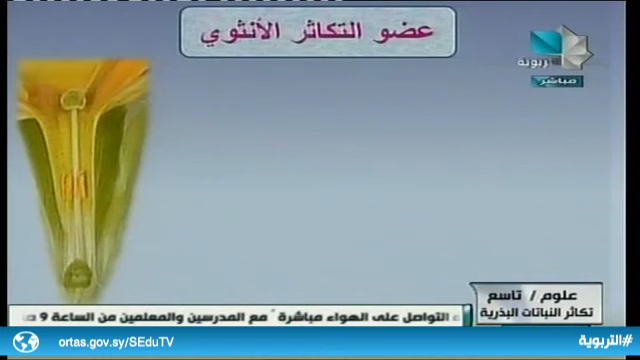 عضو التكاثر الأنثوي
التربوية
مباشر
علوم / تاسع
تكاثر النباتات البذرية
التواصل على الهواء مباشرة مع المدرسين والمعلمين من الساعة 9
ortas.gov.sy/SEduTV
#التربوية